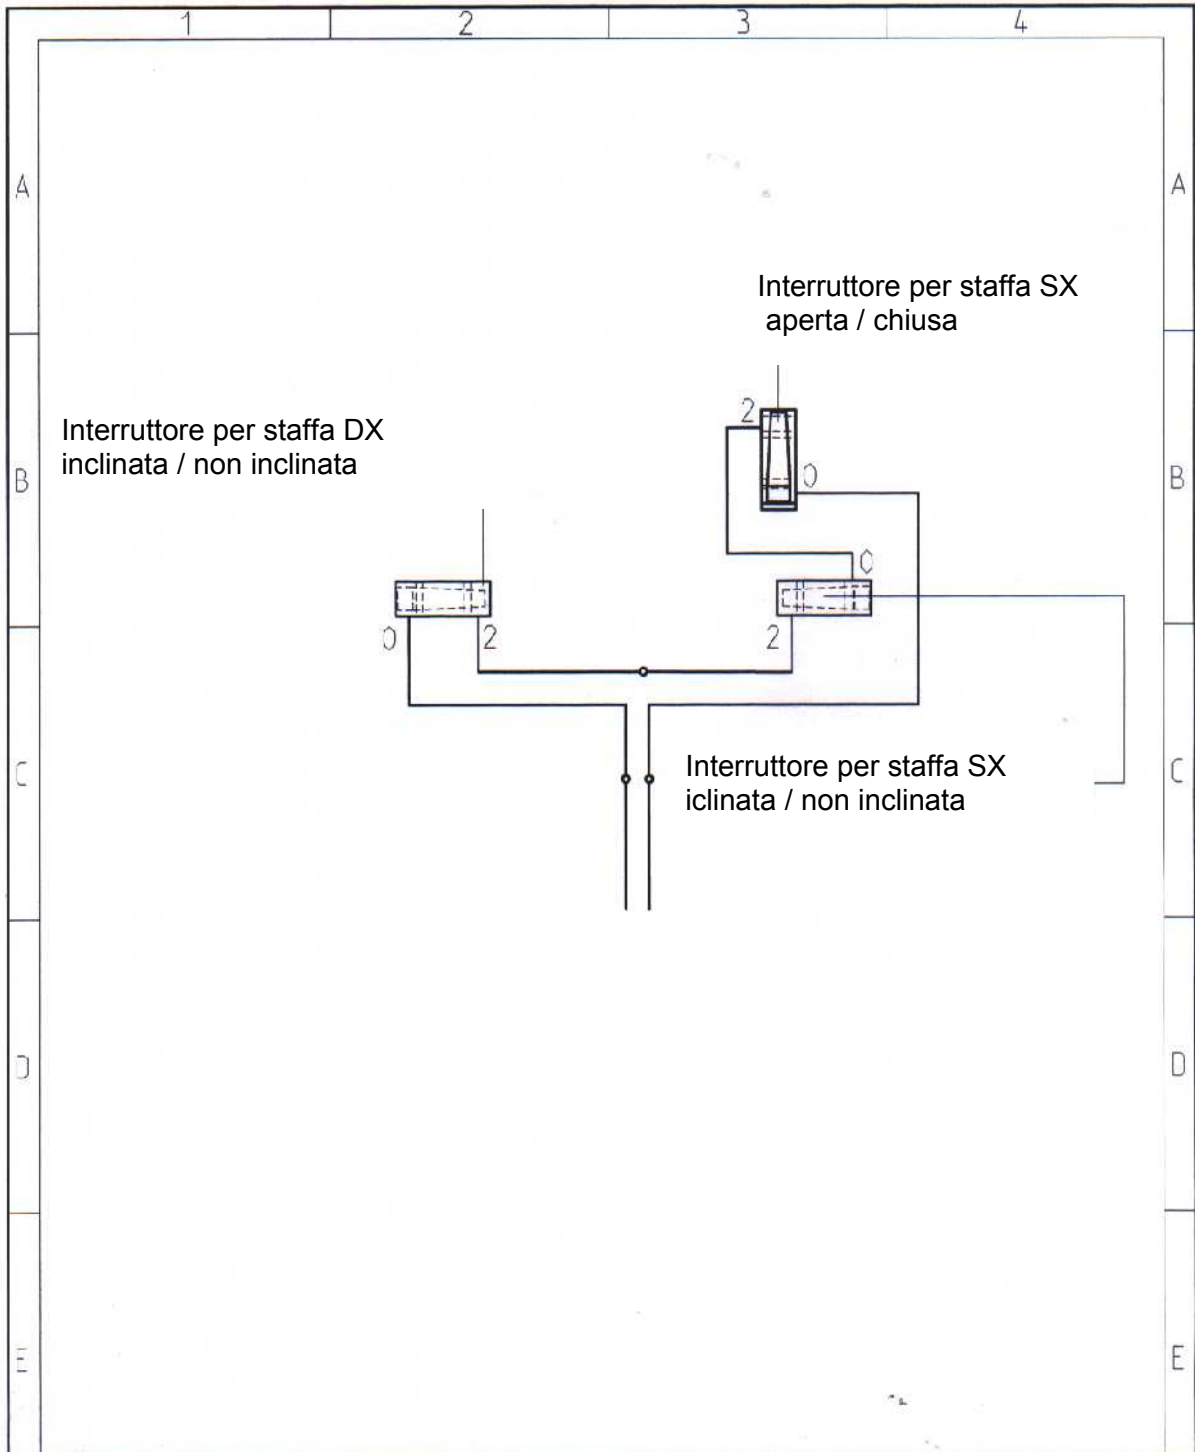 1 2 3 4
A A
Interruttore per staffa SX
aperta / chiusa
2
Interruttore per staffa DX
inclinata / non inclinata
B 0 B
0
0 2 2
Interruttore per staffa SX
iclinata / non inclinata
C C
D D
E E